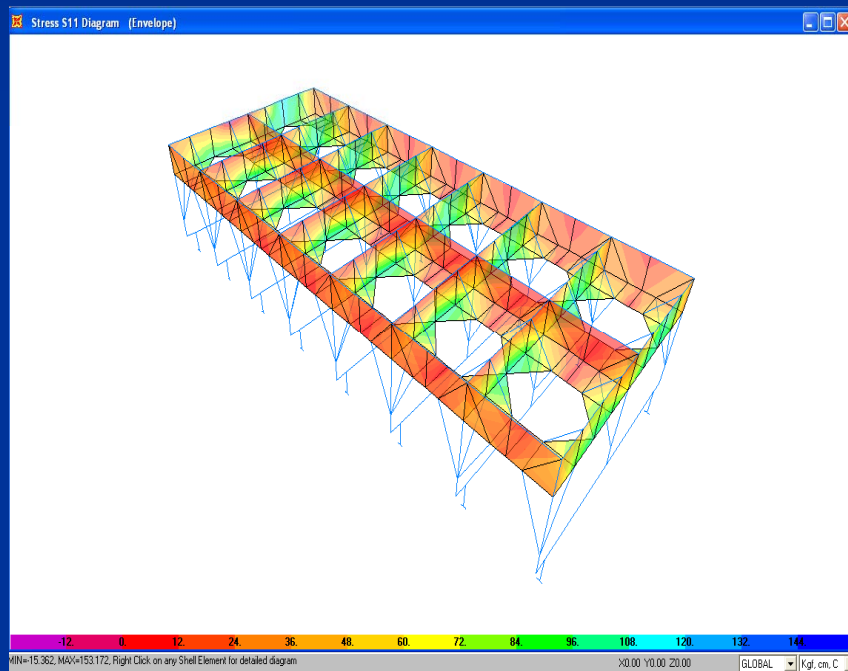 Stress S11 Diagram (Envelope)
-12. 0. 12. 24. 36. 48. 60. 72. 84. 96. 108. 120. 132. 144
MIN=-15.362, MAX=153.172, Right Click on any Shell Element for detailed diagram X0.00 Y0.00 Z0.00 GLOBAL Kgf, cm, C